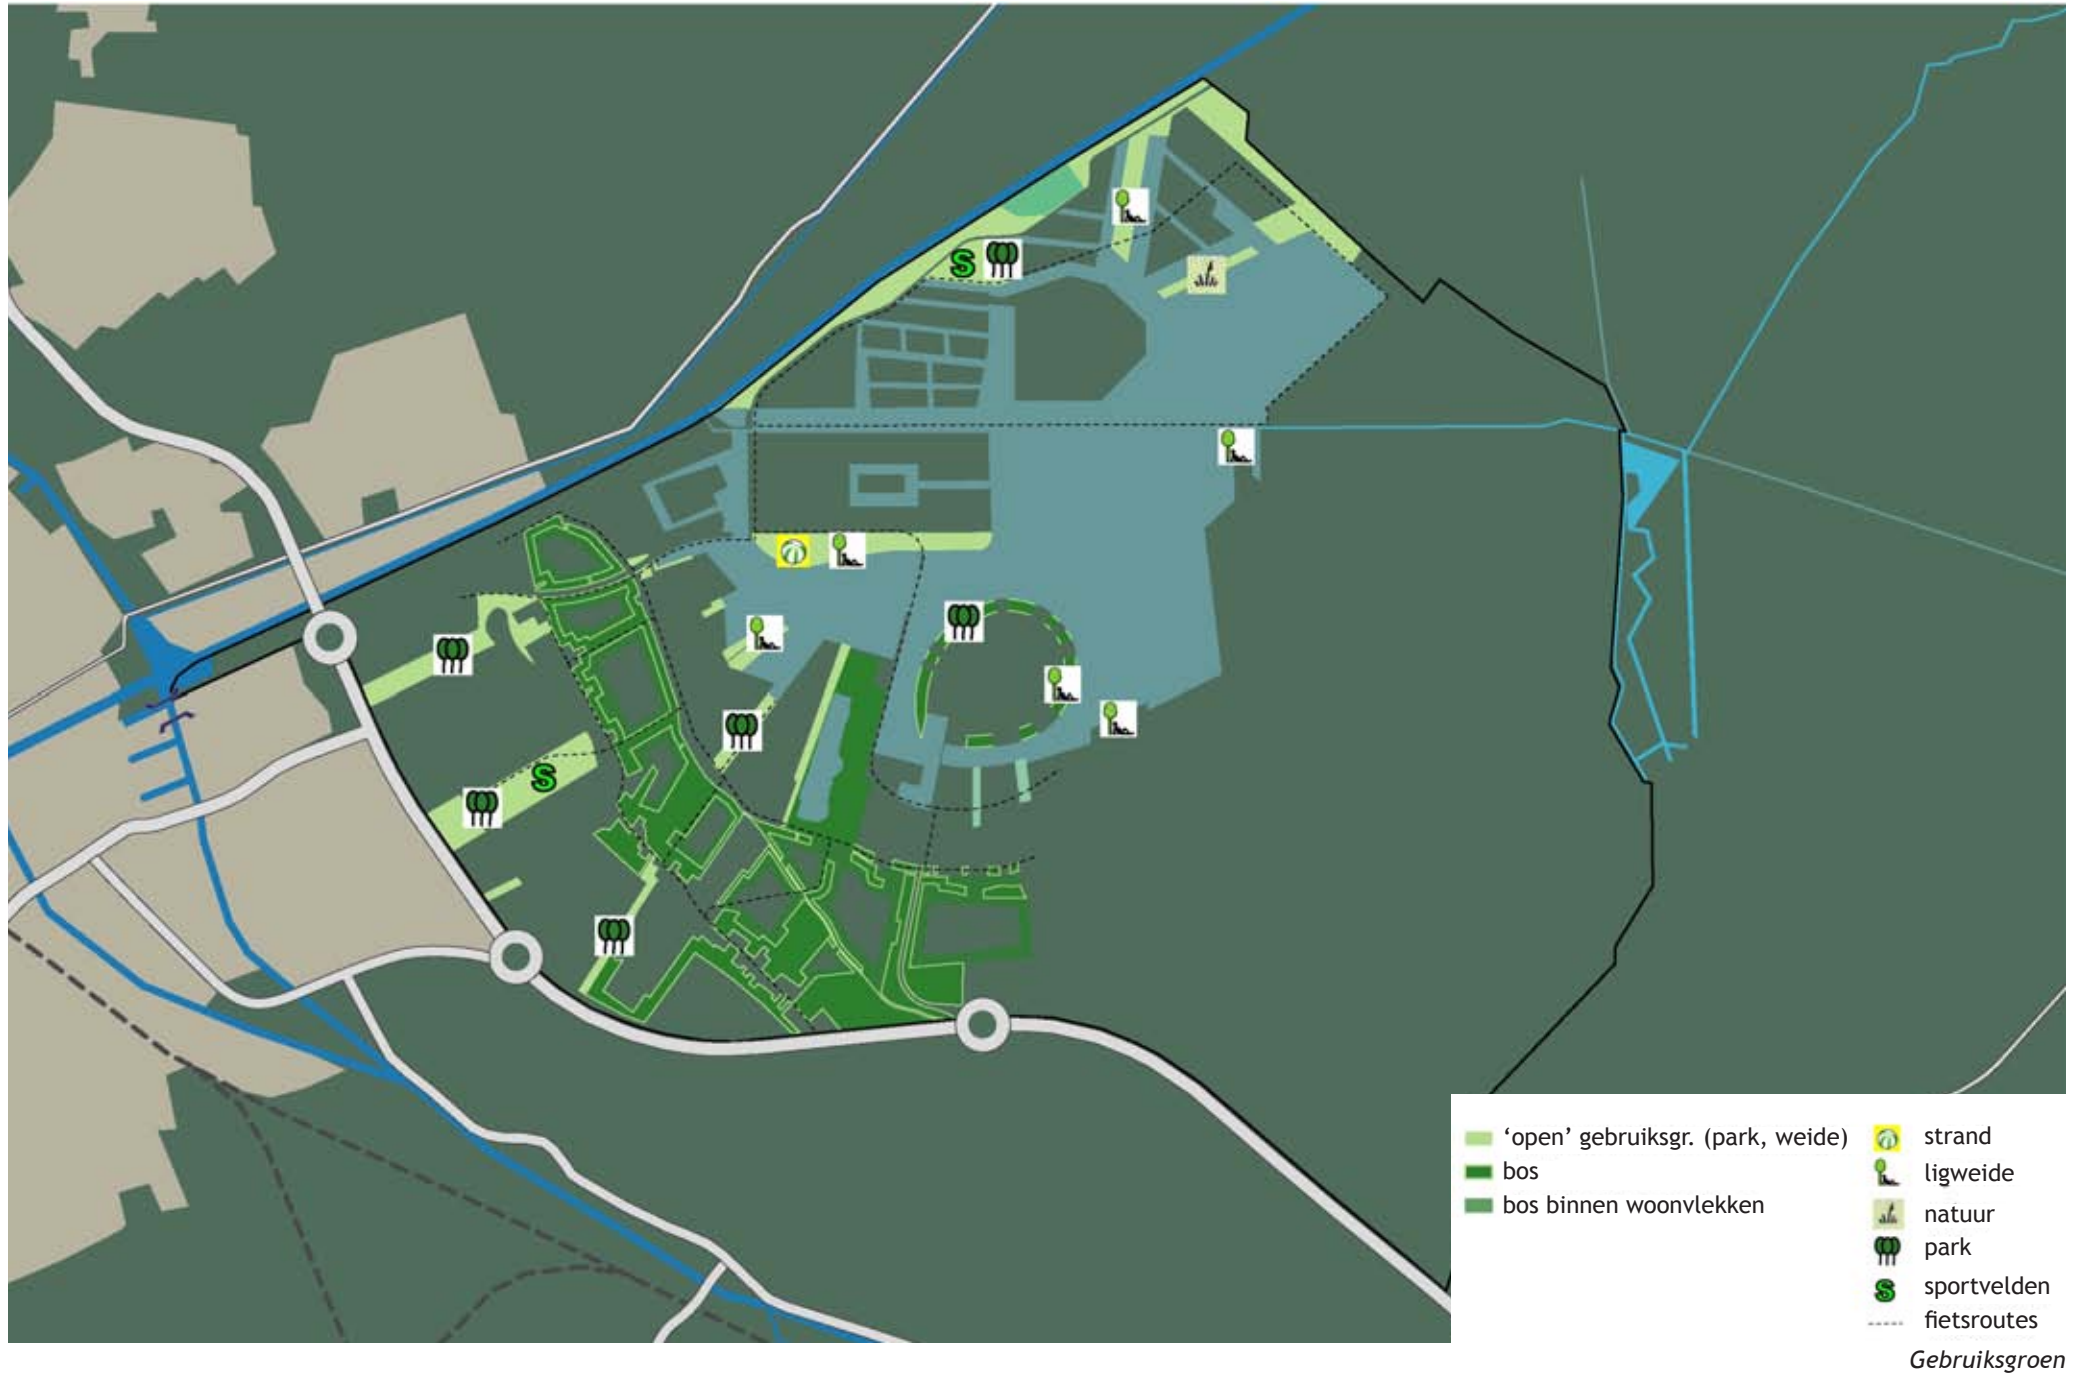 S
S
‘open’ gebruiksgr. (park, weide)
bos
bos binnen woonvlekken
strand
ligweide
natuur
park
S sportvelden
fietsroutes
Gebruiksgroen